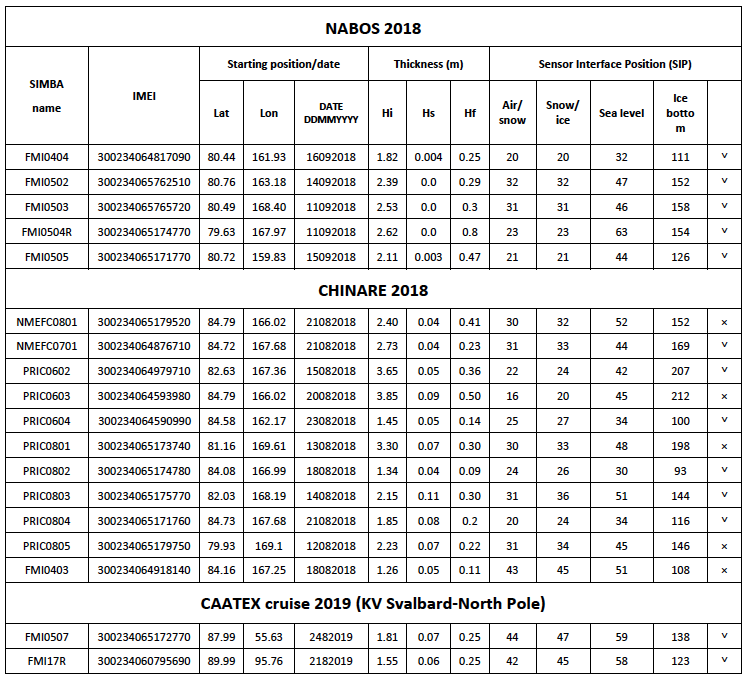 NABOS 2018
SIMBA name IMEI Starting position/date Thickness (m) Sensor Interface Position (SIP)
Lat Lon DATE DDMMYYYY Hi Hs Hf Air/snow Snow/ice Sea level Ice bottom
FMI0404 300234064817090 80.44 161.93 16092018 1.82 0.004 0.25 20 20 32 111 ˅
FMI0502 300234065762510 80.76 163.18 14092018 2.39 0.0 0.29 32 32 47 152 ˅
FMI0503 300234065765720 80.49 168.40 11092018 2.53 0.0 0.3 31 31 46 158 ˅
FMI0504R 300234065174770 79.63 167.97 11092018 2.62 0.0 0.8 23 23 63 154 ˅
FMI0505 300234065171770 80.72 159.83 15092018 2.11 0.003 0.47 21 21 44 126 ˅
CHINARE 2018
NMEFC0801 300234065179520 84.79 166.02 21082018 2.40 0.04 0.41 30 32 52 152 ×
NMEFC0701 300234064876710 84.72 167.68 21082018 2.73 0.04 0.23 31 33 44 169 ˅
PRIC0602 300234064979710 82.63 167.36 15082018 3.65 0.05 0.36 22 24 42 207 ˅
PRIC0603 300234064593980 84.79 166.02 20082018 3.85 0.09 0.50 16 20 45 212 ×
PRIC0604 300234064590990 84.58 162.17 23082018 1.45 0.05 0.14 25 27 34 100 ˅
PRIC0801 300234065173740 81.16 169.61 13082018 3.30 0.07 0.30 30 33 48 198 ×
PRIC0802 300234065174780 84.08 166.99 18082018 1.34 0.04 0.09 24 26 30 93 ˅
PRIC0803 300234065175770 82.03 168.19 14082018 2.15 0.11 0.30 31 36 51 144 ˅
PRIC0804 300234065171760 84.73 167.68 21082018 1.85 0.08 0.2 20 24 34 116 ˅
PRIC0805 300234065179750 79.93 169.1 12082018 2.23 0.07 0.22 31 34 45 146 ×
FMI0403 300234064918140 84.16 167.25 18082018 1.26 0.05 0.11 43 45 51 108 ×
CAATEX cruise 2019 (KV Svalbard-North Pole)
FMI0507 300234065172770 87.99 55.63 2482019 1.81 0.07 0.25 44 47 59 138 ˅
FMI17R 300234060795690 89.99 95.76 2182019 1.55 0.06 0.25 42 45 58 123 ˅